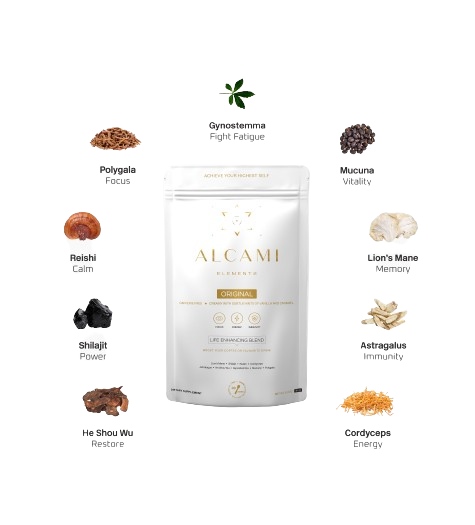 Gynostemma
Fight Fatigue
Polygala
Focus
Mucuna
Vitality
ACHIEVE YOUR HIGHEST SELF
Reishi
Calm
Lion's Mane
Memory
ALCAMI
ELEMENTS
ORIGINAL
Shilajit
Power
Astragalus
Immunity
LIFE ENHANCING BLEND
He Shou Wu
Restore
Cordyceps
Energy